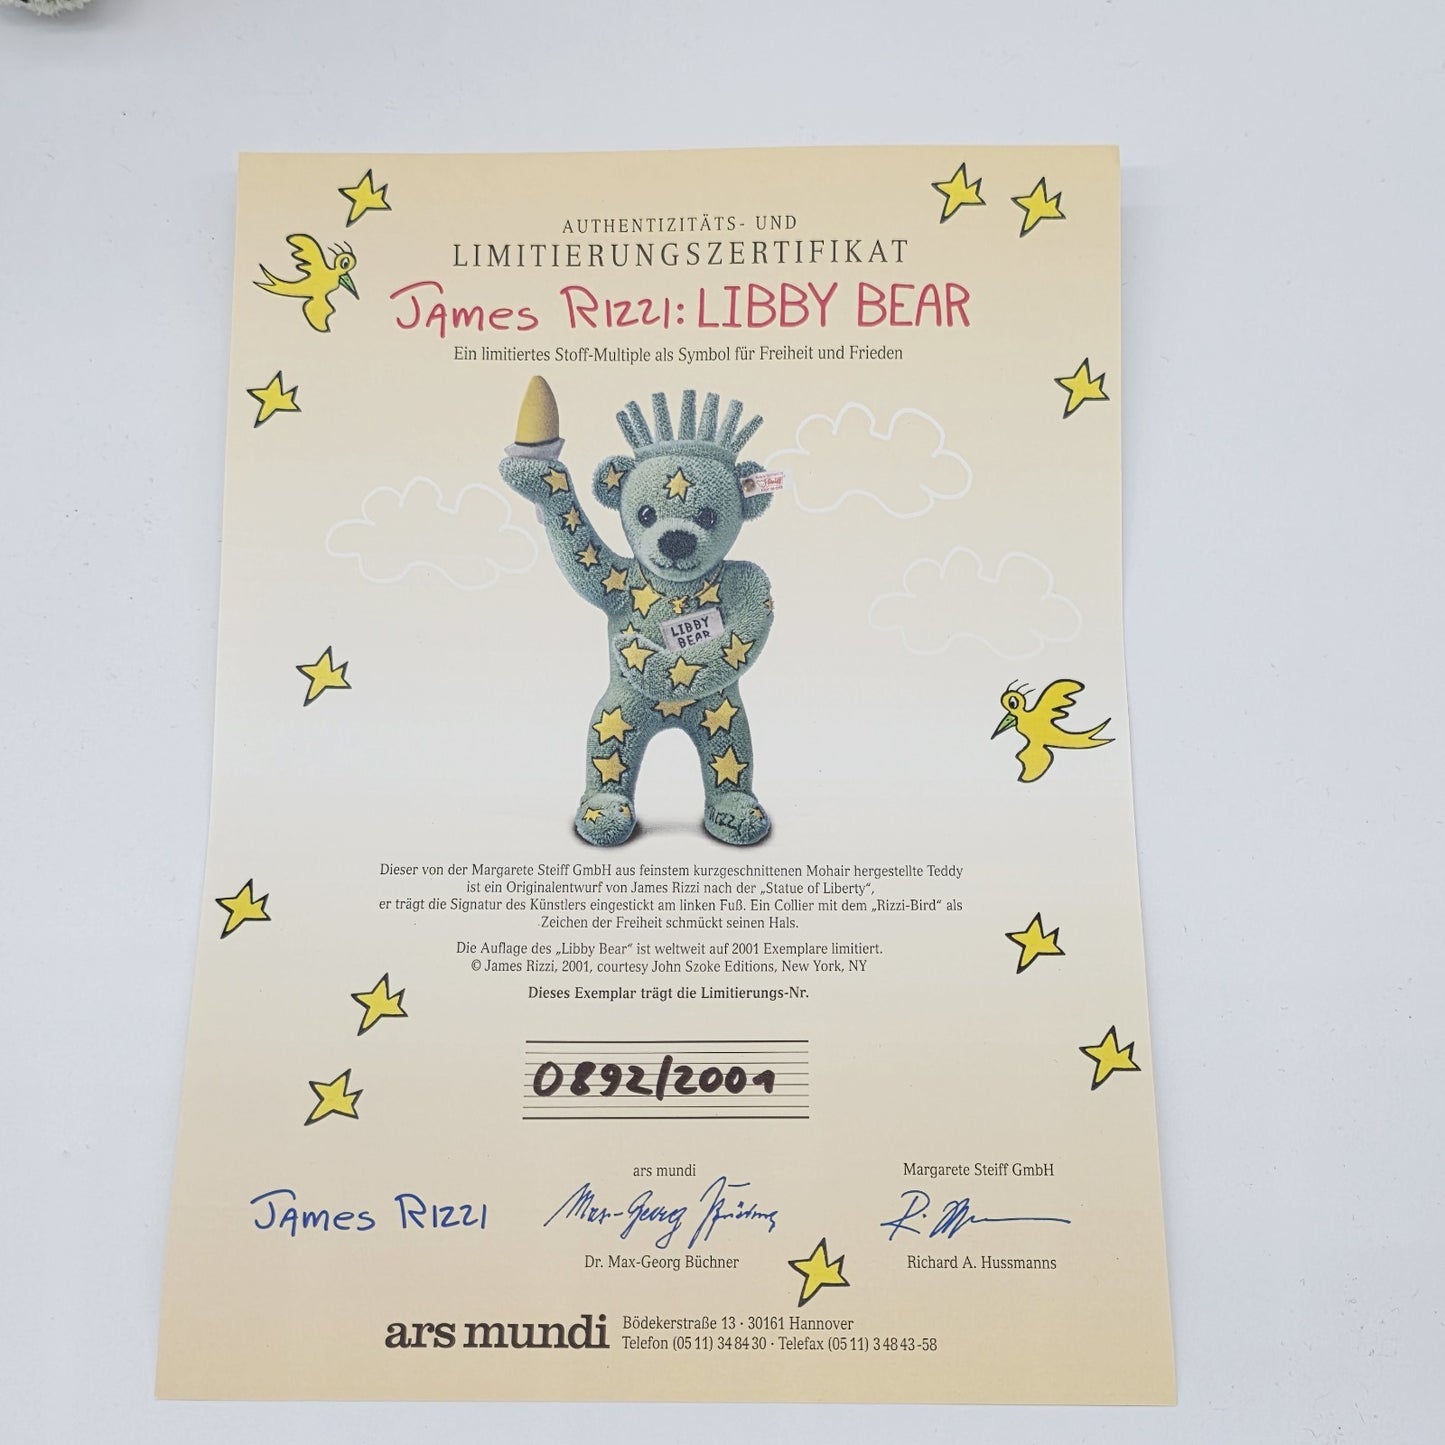 AUTHENTIZITÄTS- UND
LIMITIERUNGSZERTIFIKAT
JAMES RIZZI: LIBBY BEAR
Ein limitiertes Stoff-Multiple als Symbol für Freiheit und Frieden
Steiff
LIBBY
BEAR
RIZZI
Dieser von der Margarete Steiff GmbH aus feinstem kurzgeschnittenen Mohair hergestellte Teddy
ist ein Originalentwurf von James Rizzi nach der „Statue of Liberty“,
er trägt die Signatur des Künstlers eingestickt am linken Fuß. Ein Collier mit dem „Rizzi-Bird“ als
Zeichen der Freiheit schmückt seinen Hals.
Die Auflage des „Libby Bear“ ist weltweit auf 2001 Exemplare limitiert.
© James Rizzi, 2001, courtesy John Szoke Editions, New York, NY
Dieses Exemplar trägt die Limitierungs-Nr.
0892/2001
ars mundi
Margarete Steiff GmbH
JAMES RIZZI
Max-Georg Büchner
Dr. Max-Georg Büchner
Richard A. Hussmanns
ars mundi
Bödekerstraße 13 · 30161 Hannover
Telefon (05 11) 34 84 30 · Telefax (05 11) 3 48 43-58